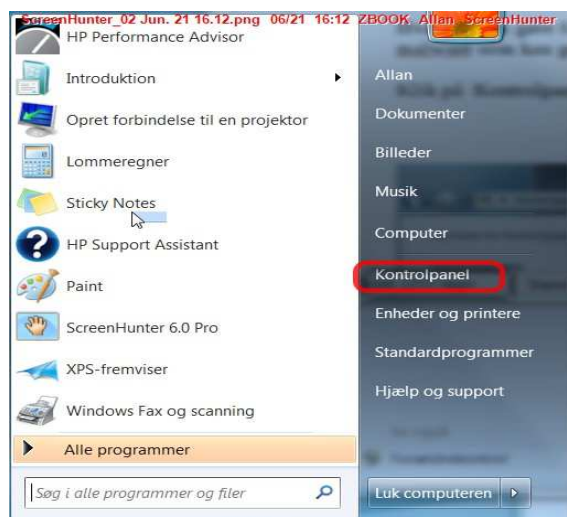 ScreenHunter_02 Jun. 21 16.12.png 06/21 16:12 ZBOOK Allan ScreenHunter
HP Performance Advisor
Introduktion
Opret forbindelse til en projektor
Lommeregner
Sticky Notes
HP Support Assistant
Paint
ScreenHunter 6.0 Pro
XPS-fremviser
Windows Fax og scanning
Alle programmer
Søg i alle programmer og filer
Allan
Dokumenter
Billeder
Musik
Computer
Kontrolpanel
Enheder og printere
Standardprogrammer
Hjælp og support
Luk computeren